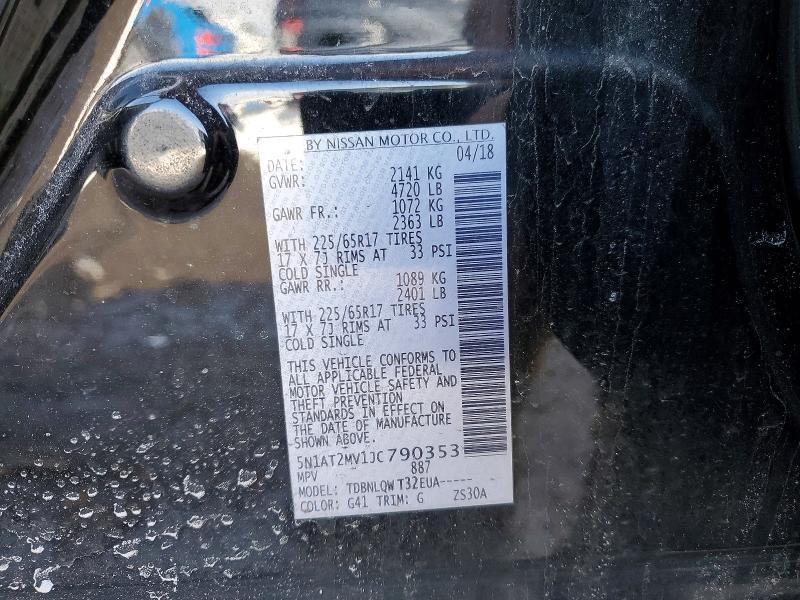 BY NISSAN MOTOR CO., LTD.
DATE: 04/18
GVWR: 2141 KG
4720 LB
GAWR FR.: 1072 KG
2363 LB
WITH 225/65R17 TIRES
17 X 7J RIMS AT 33 PSI
COLD SINGLE
GAWR RR.: 1089 KG
2401 LB
WITH 225/65R17 TIRES
17 X 7J RIMS AT 33 PSI
COLD SINGLE
THIS VEHICLE CONFORMS TO
ALL APPLICABLE FEDERAL
MOTOR VEHICLE SAFETY AND
THEFT PREVENTION
STANDARDS IN EFFECT ON
THE DATE OF MANUFACTURE
SHOWN ABOVE.
5N1AT2MV1JC790353
MPV 887
MODEL: TDBNLQWT32EUA-----
COLOR: G41 TRIM: G ZS30A